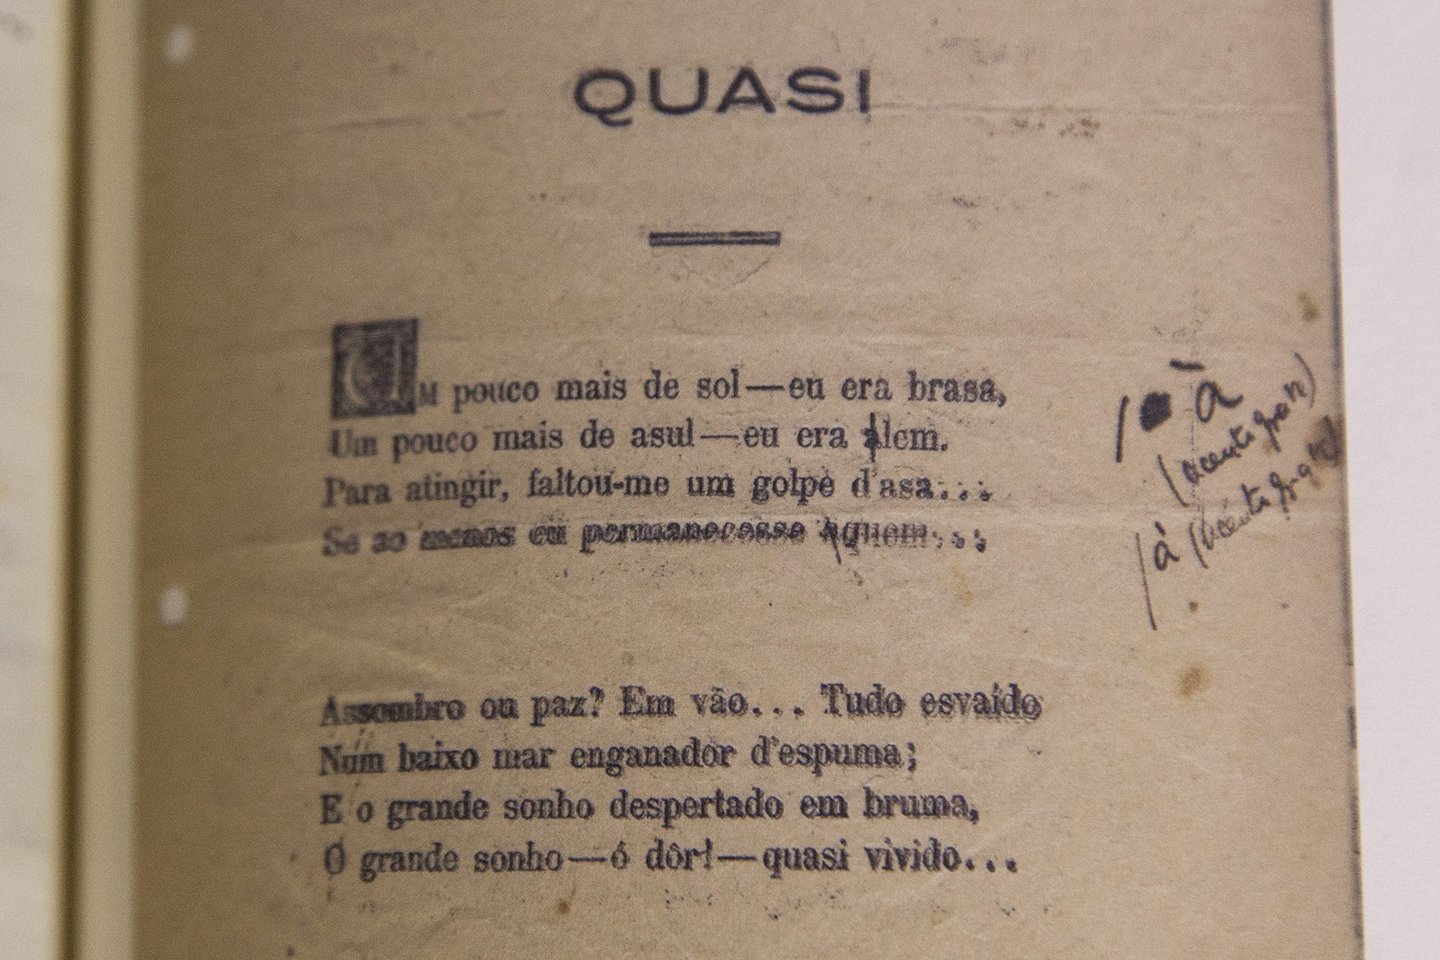 QUASI
UM pouco mais de sol—eu era brasa,
Um pouco mais de asul—eu era alem.
Para atingir, faltou-me um golpe d'asa...
Se ao menos eu permanecesse aquem...
Assombro ou paz? Em vão... Tudo esvaído
Num baixo mar enganador d'espuma;
E o grande sonho despertado em bruma,
O grande sonho—ó dôr!—quasi vivido...
à
à